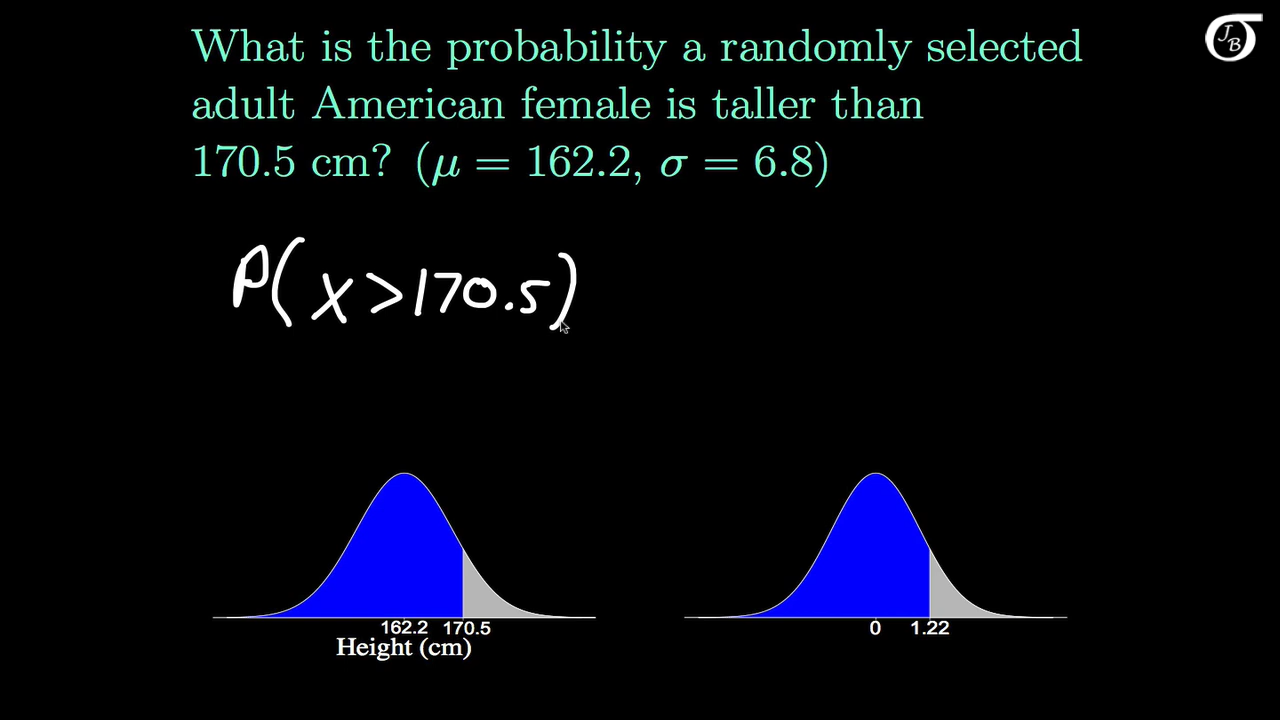 What is the probability a randomly selected
adult American female is taller than
170.5 cm? (μ = 162.2, σ = 6.8)
P(X>170.5)
162.2 170.5
Height (cm)
0 1.22
σ
JB